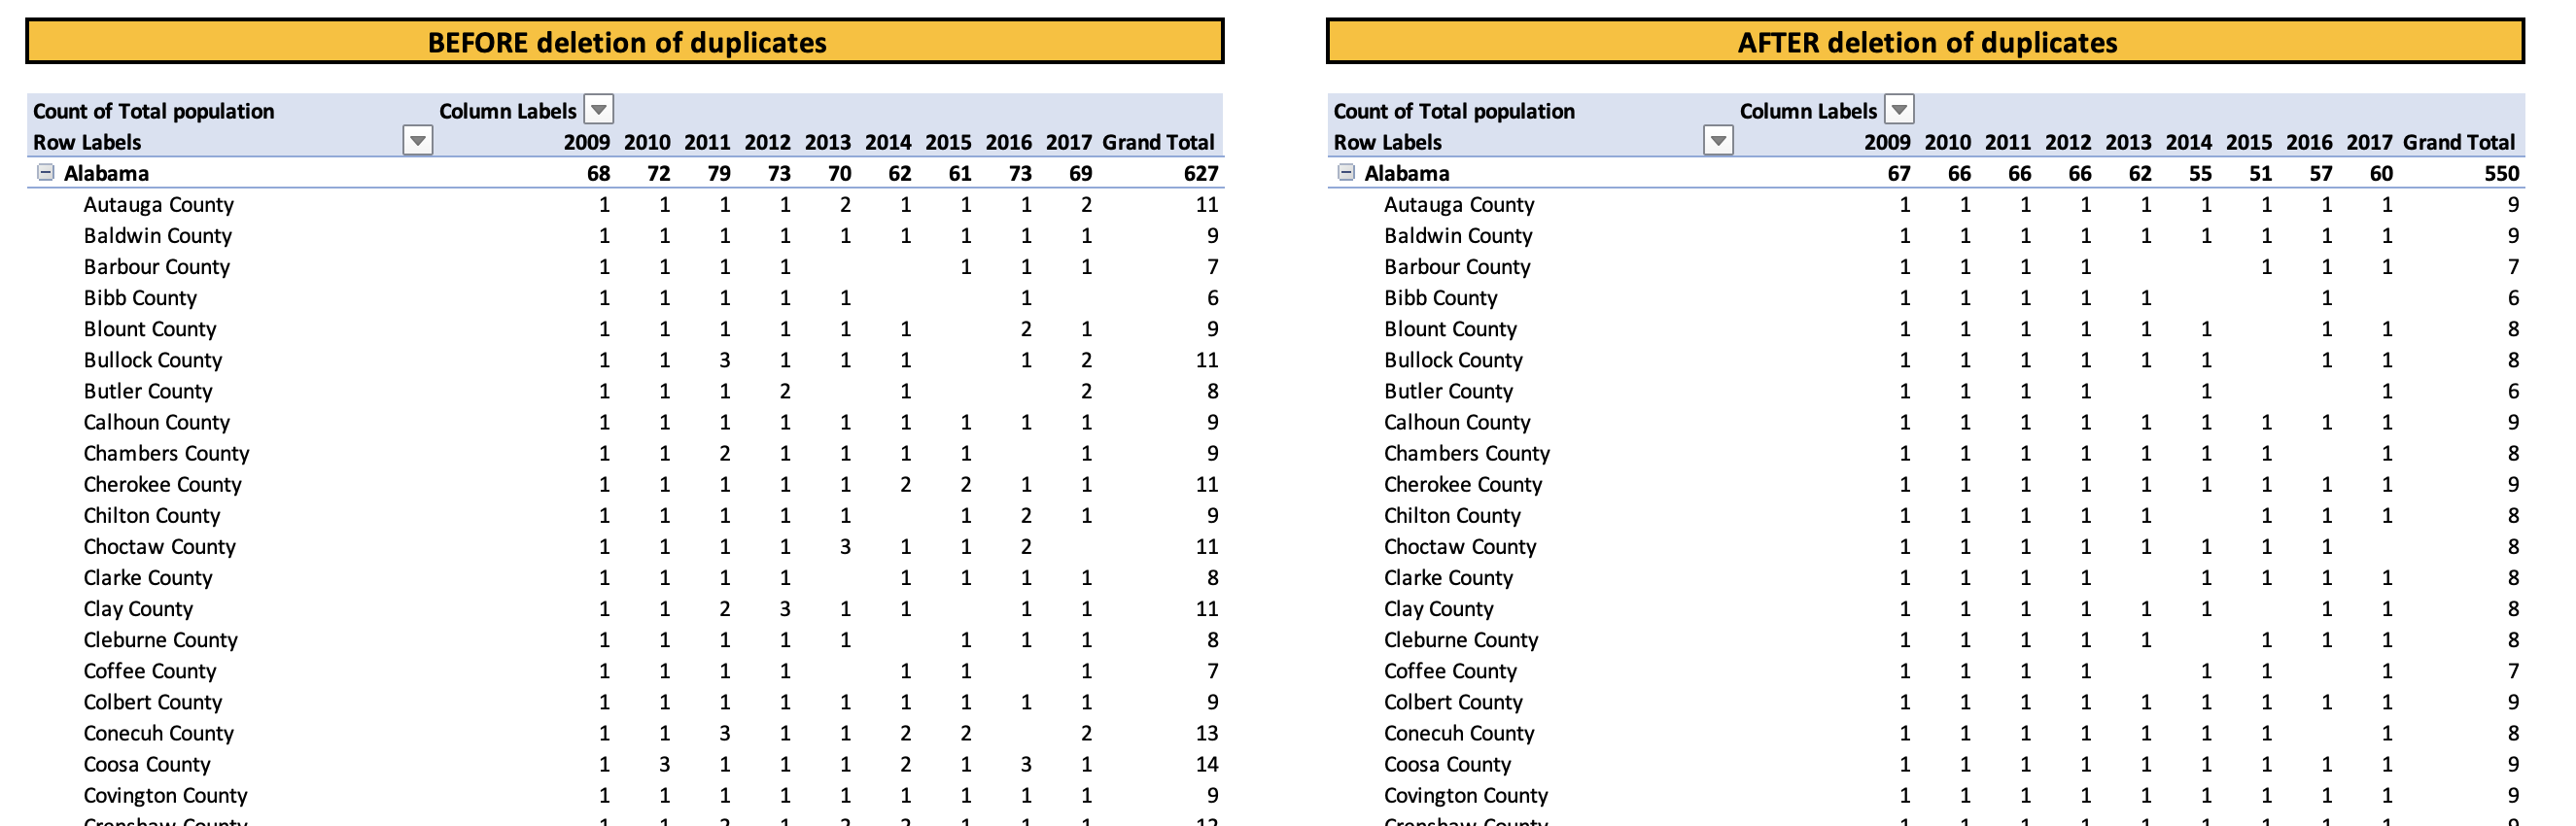 BEFORE deletion of duplicates
Count of Total population Column Labels
Row Labels 2009 2010 2011 2012 2013 2014 2015 2016 2017 Grand Total
Alabama 68 72 79 73 70 62 61 73 69 627
Autauga County 1 1 1 1 2 1 1 1 2 11
Baldwin County 1 1 1 1 1 1 1 1 1 9
Barbour County 1 1 1 1 1 1 1 7
Bibb County 1 1 1 1 1 1 6
Blount County 1 1 1 1 1 1 2 1 9
Bullock County 1 1 3 1 1 1 1 2 11
Butler County 1 1 1 2 1 2 8
Calhoun County 1 1 1 1 1 1 1 1 1 9
Chambers County 1 1 2 1 1 1 1 1 9
Cherokee County 1 1 1 1 1 2 2 1 1 11
Chilton County 1 1 1 1 1 1 2 1 9
Choctaw County 1 1 1 1 3 1 1 2 11
Clarke County 1 1 1 1 1 1 1 1 8
Clay County 1 1 2 3 1 1 1 1 11
Cleburne County 1 1 1 1 1 1 1 1 8
Coffee County 1 1 1 1 1 1 1 7
Colbert County 1 1 1 1 1 1 1 1 1 9
Conecuh County 1 1 3 1 1 2 2 2 13
Coosa County 1 3 1 1 1 2 1 3 1 14
Covington County 1 1 1 1 1 1 1 1 1 9
Crenshaw County 1 1 2 1 2 2 1 1 1 12
AFTER deletion of duplicates
Count of Total population Column Labels
Row Labels 2009 2010 2011 2012 2013 2014 2015 2016 2017 Grand Total
Alabama 67 66 66 66 62 55 51 57 60 550
Autauga County 1 1 1 1 1 1 1 1 1 9
Baldwin County 1 1 1 1 1 1 1 1 1 9
Barbour County 1 1 1 1 1 1 1 7
Bibb County 1 1 1 1 1 1 6
Blount County 1 1 1 1 1 1 1 1 8
Bullock County 1 1 1 1 1 1 1 1 8
Butler County 1 1 1 1 1 1 6
Calhoun County 1 1 1 1 1 1 1 1 1 9
Chambers County 1 1 1 1 1 1 1 1 8
Cherokee County 1 1 1 1 1 1 1 1 1 9
Chilton County 1 1 1 1 1 1 1 1 8
Choctaw County 1 1 1 1 1 1 1 1 8
Clarke County 1 1 1 1 1 1 1 1 8
Clay County 1 1 1 1 1 1 1 1 8
Cleburne County 1 1 1 1 1 1 1 1 8
Coffee County 1 1 1 1 1 1 1 7
Colbert County 1 1 1 1 1 1 1 1 1 9
Conecuh County 1 1 1 1 1 1 1 1 8
Coosa County 1 1 1 1 1 1 1 1 1 9
Covington County 1 1 1 1 1 1 1 1 1 9
Crenshaw County 1 1 1 1 1 1 1 1 1 9